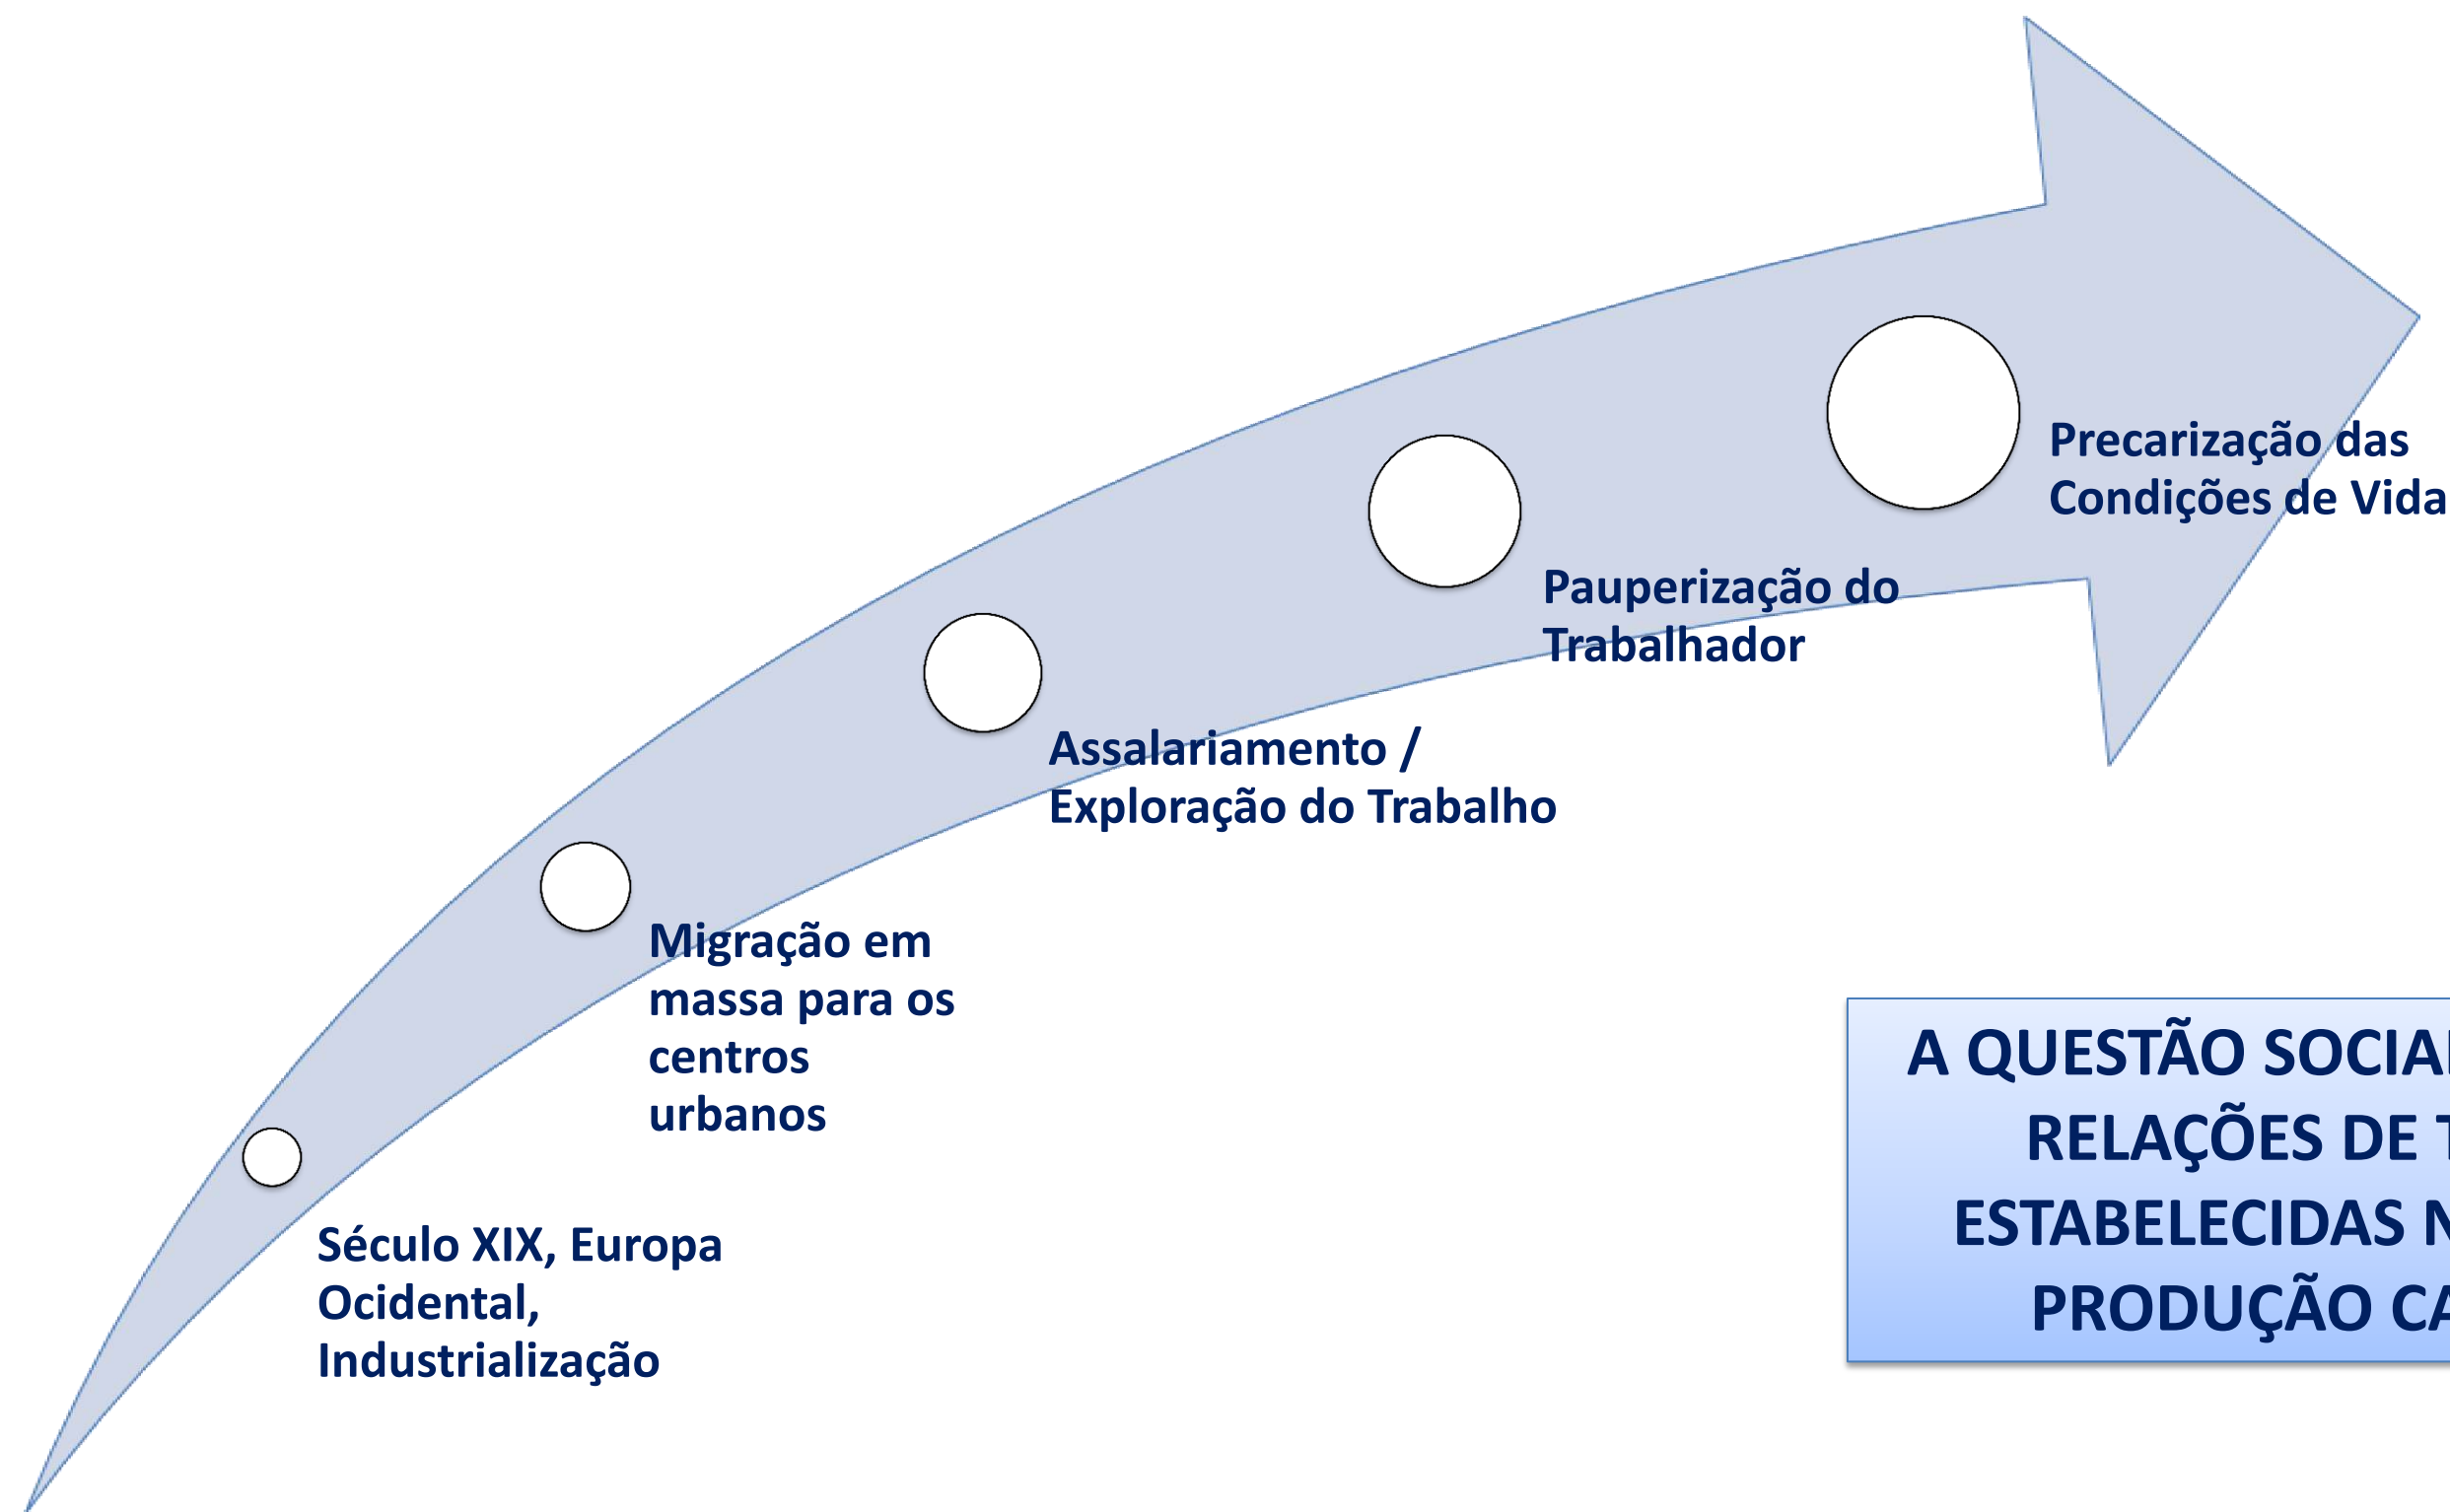 Precarização das
Condições de Vida
Pauperização do
Trabalhador
Assalariamento /
Exploração do Trabalho
Migração em
massa para os
centros
urbanos
Século XIX, Europa
Ocidental,
Industrialização
A QUESTÃO SOCIAL
RELAÇÕES DE
ESTABELECIDAS
PRODUÇÃO